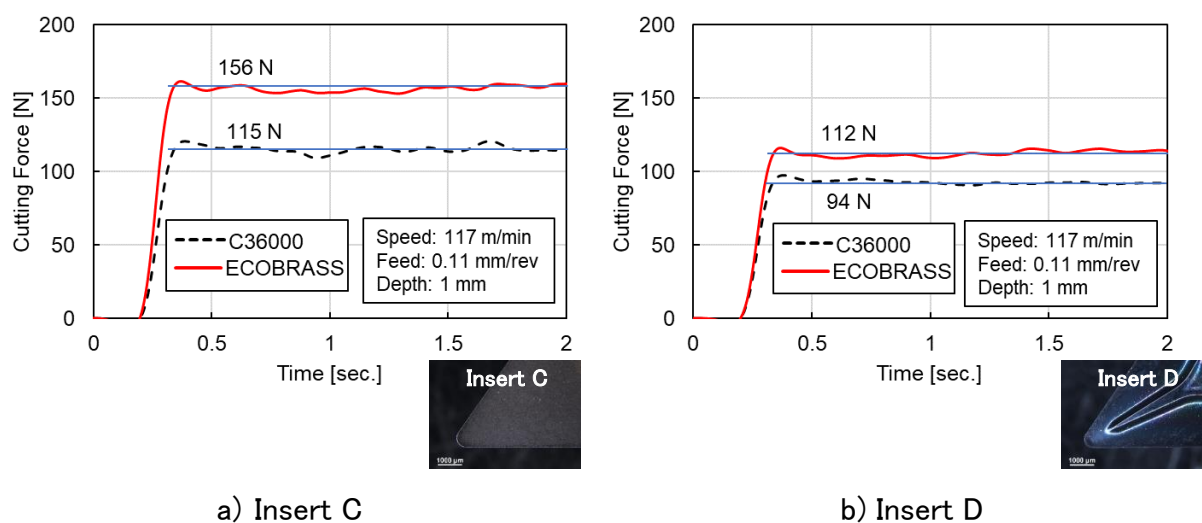 200
150
100
50
0
Cutting Force [N]
156 N
115 N
C36000
ECOBRASS
Speed: 117 m/min
Feed: 0.11 mm/rev
Depth: 1 mm
0
0.5
1
1.5
2
Time [sec.]
Insert C
1000 µm
a) Insert C
200
150
100
50
0
Cutting Force [N]
112 N
94 N
C36000
ECOBRASS
Speed: 117 m/min
Feed: 0.11 mm/rev
Depth: 1 mm
0
0.5
1
1.5
2
Time [sec.]
Insert D
1000 µm
b) Insert D